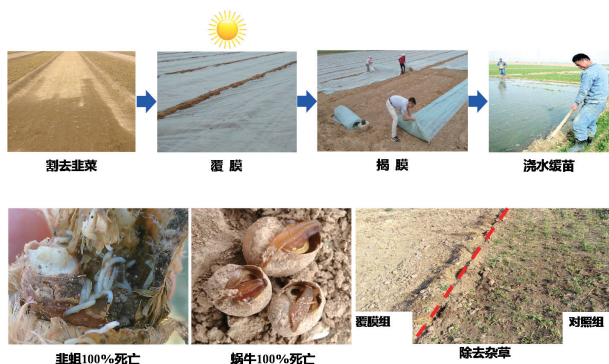 割去韭菜
覆 膜
揭 膜
浇水缓苗
覆膜组
对照组
韭蛆100%死亡
蜗牛100%死亡
除去杂草